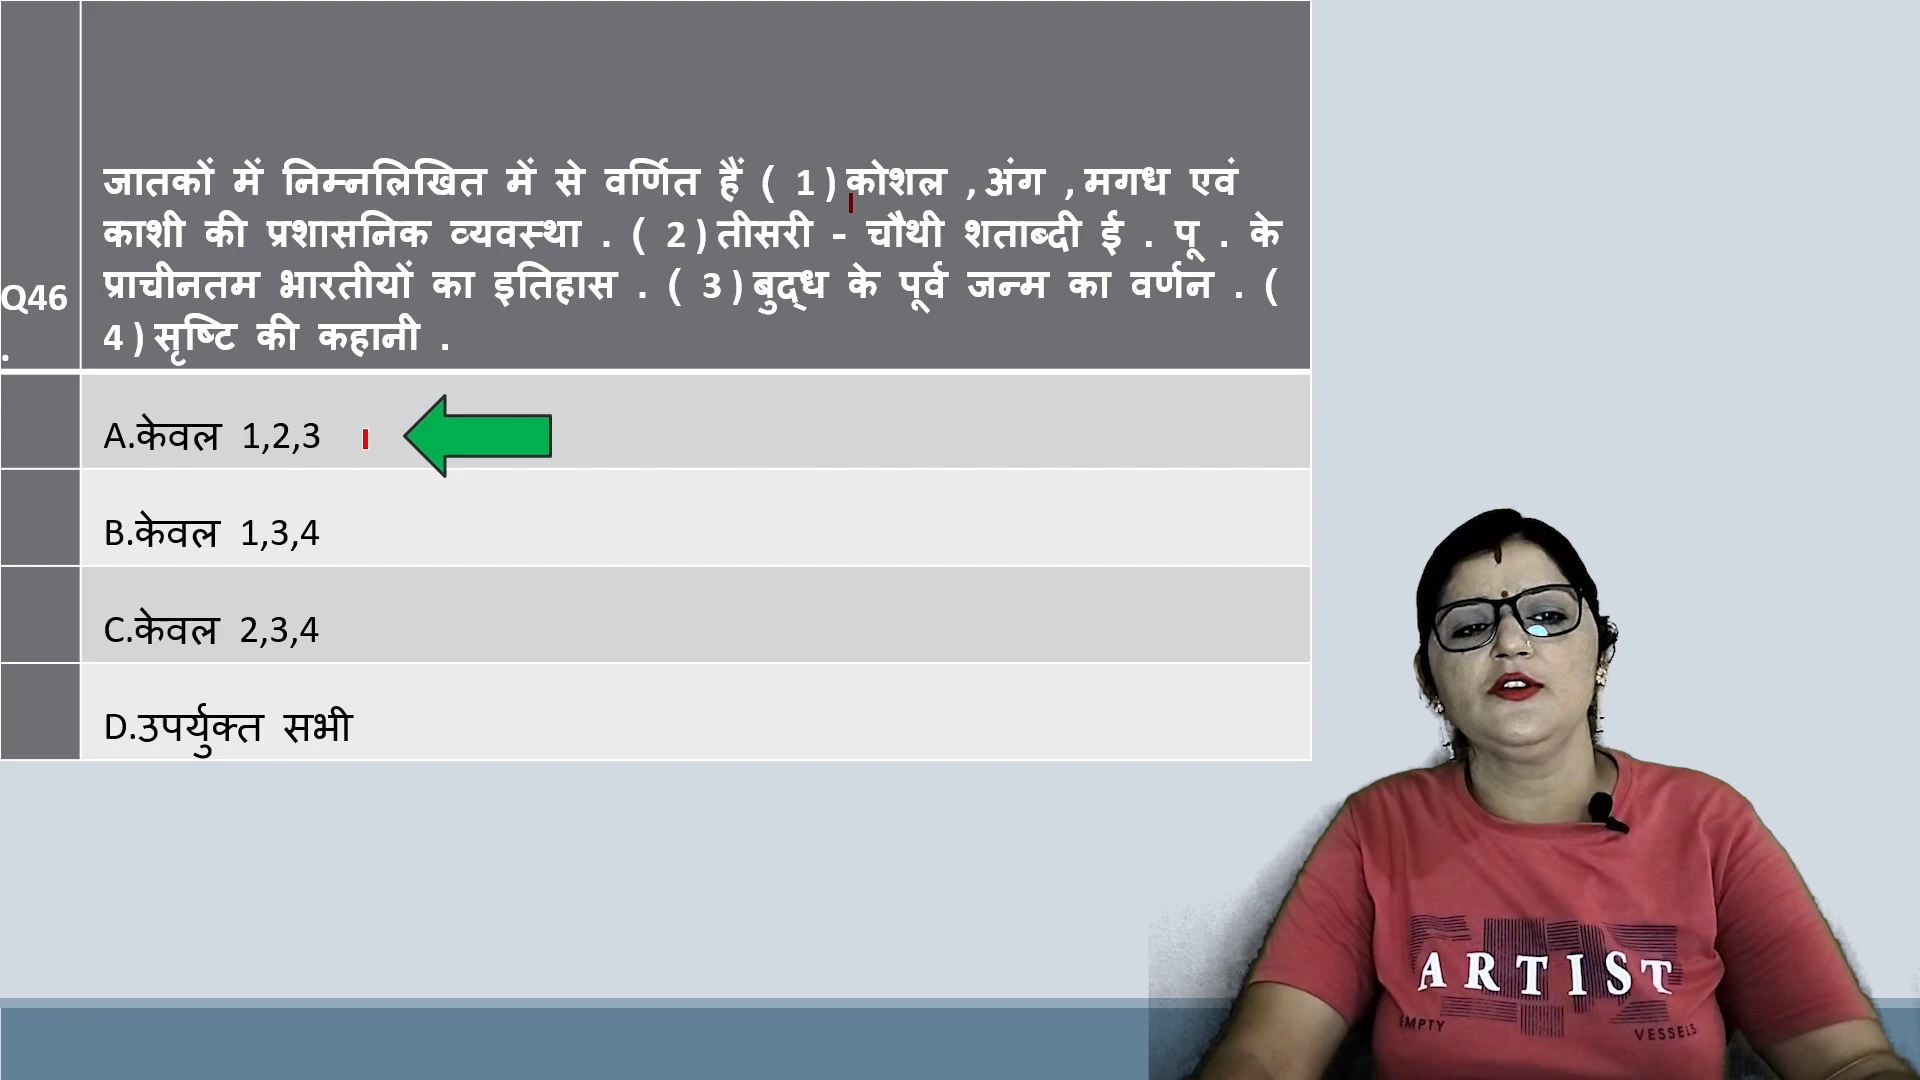 जातकों में निम्नलिखित में से वर्णित हैं ( 1 ) कोशल , अंग , मगध एवं
काशी की प्रशासनिक व्यवस्था . ( 2 ) तीसरी - चौथी शताब्दी ई . पू . के
प्राचीनतम भारतीयों का इतिहास . ( 3 ) बुद्ध के पूर्व जन्म का वर्णन . (
4 ) सृष्टि की कहानी .
Q46
.
A.केवल 1,2,3
B.केवल 1,3,4
C.केवल 2,3,4
D.उपर्युक्त सभी
ARTIST
EMPTY
VESSELS